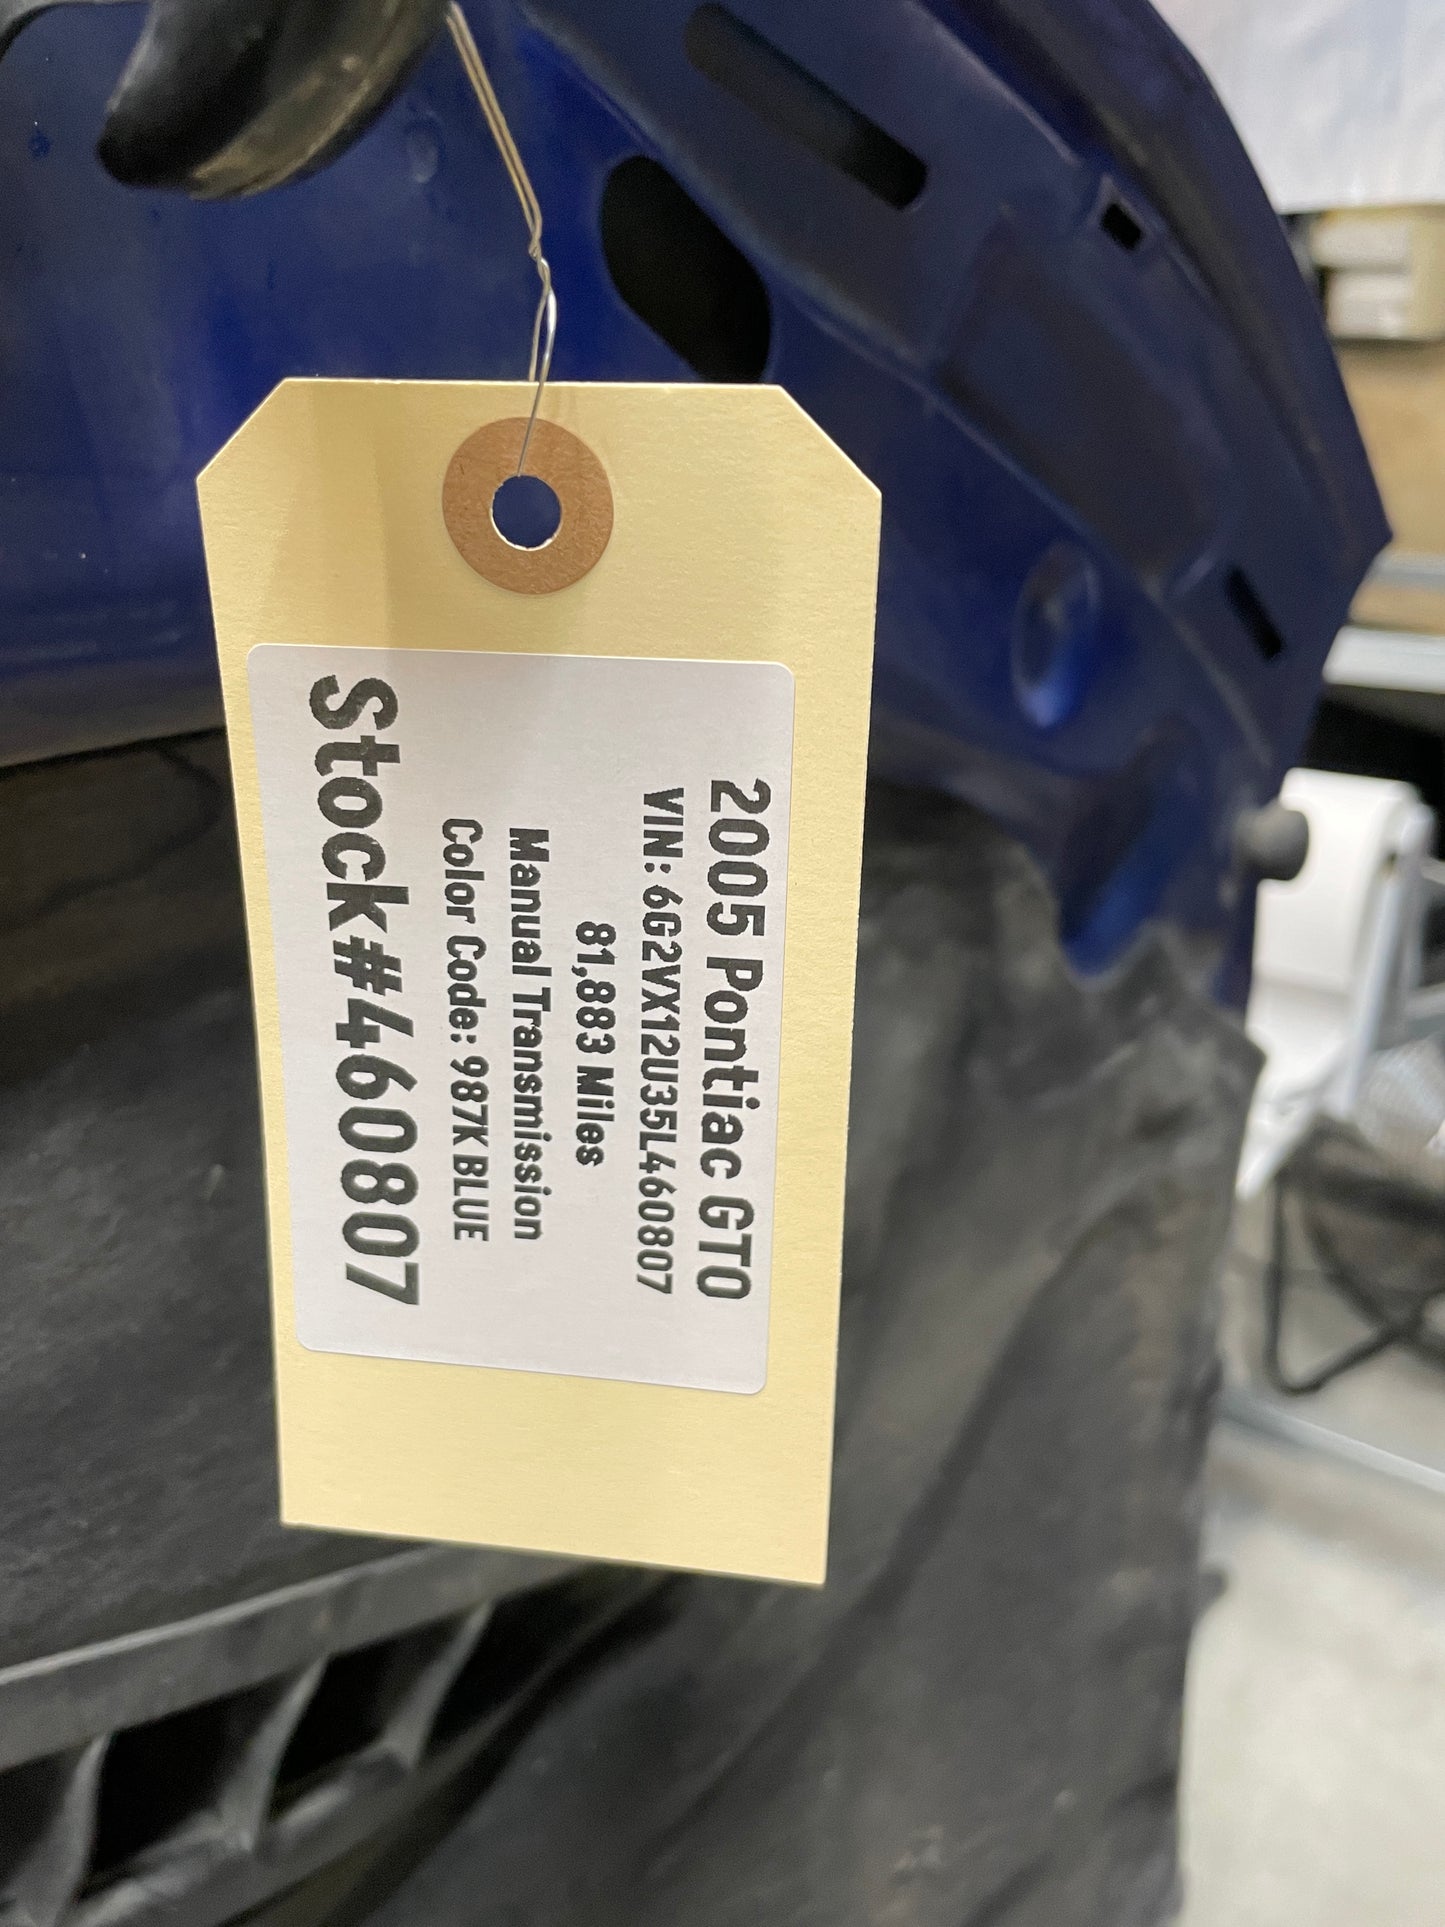 2005 Pontiac GTO
VIN: 6G2VX12U35L460807
81,883 Miles
Manual Transmission
Color Code: 987K BLUE
Stock#460807